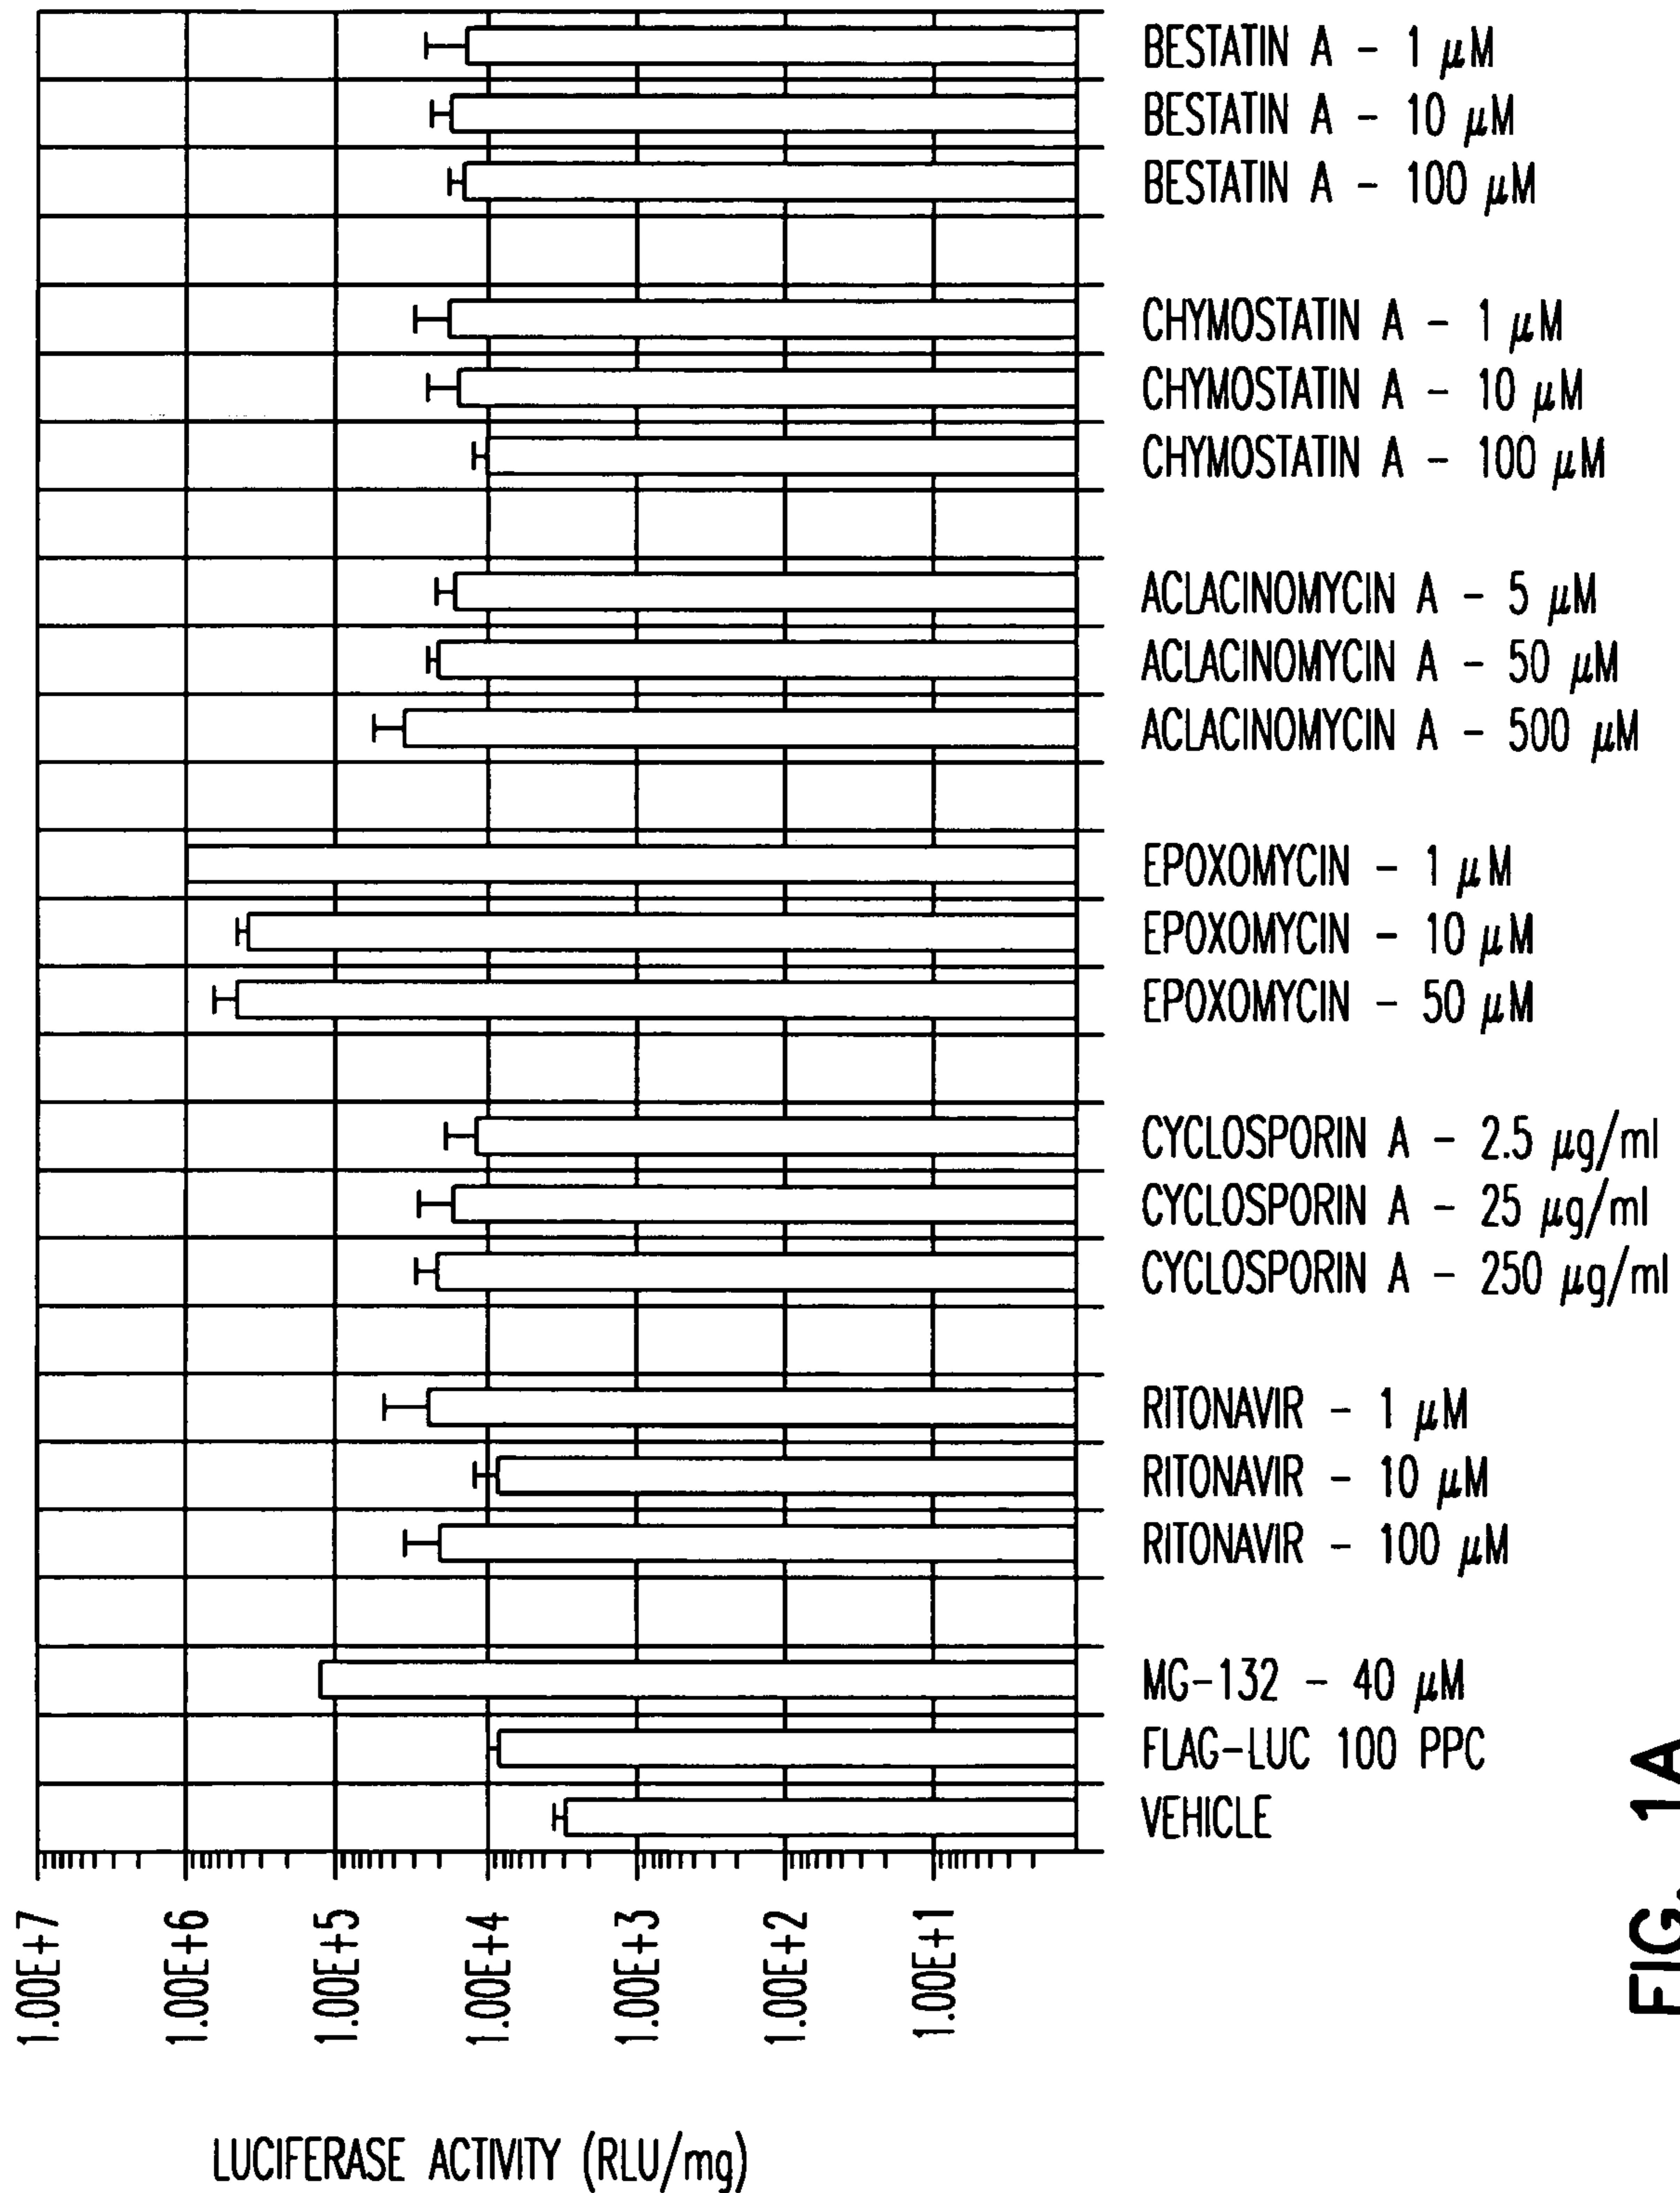 BESTATIN A - 1 μM
BESTATIN A - 10 μM
BESTATIN A - 100 μM
CHYMOSTATIN A - 1 μM
CHYMOSTATIN A - 10 μM
CHYMOSTATIN A - 100 μM
ACLACINOMYCIN A - 5 μM
ACLACINOMYCIN A - 50 μM
ACLACINOMYCIN A - 500 μM
EPOXOMYCIN - 1 μM
EPOXOMYCIN - 10 μM
EPOXOMYCIN - 50 μM
CYCLOSPORIN A - 2.5 μg/ml
CYCLOSPORIN A - 25 μg/ml
CYCLOSPORIN A - 250 μg/ml
RITONAVIR - 1 μM
RITONAVIR - 10 μM
RITONAVIR - 100 μM
MG-132 - 40 μM
FLAG-LUC 100 PPC
VEHICLE
1.00E+7
1.00E+6
1.00E+5
1.00E+4
1.00E+3
1.00E+2
1.00E+1
LUCIFERASE ACTIVITY (RLU/mg)
FIG. 1A